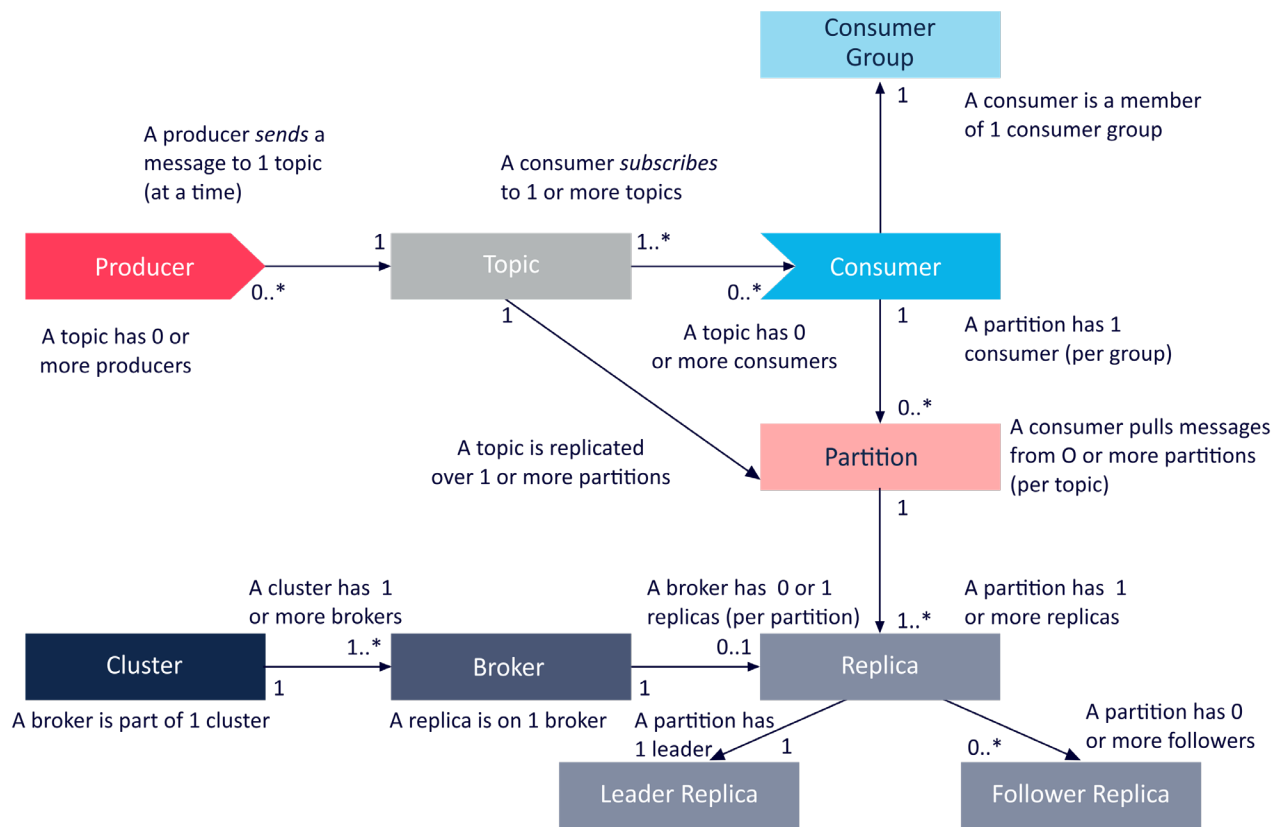 Consumer
Group
1
A consumer is a member
of 1 consumer group
A producer sends a
message to 1 topic
(at a time)
A consumer subscribes
to 1 or more topics
Producer
1
0..*
Topic
1..*
0..*
Consumer
A topic has 0 or
more producers
1
A topic has 0
or more consumers
1
A partition has 1
consumer (per group)
0..*
A topic is replicated
over 1 or more partitions
Partition
A consumer pulls messages
from O or more partitions
(per topic)
1
A cluster has 1
or more brokers
1..*
A broker has 0 or 1
replicas (per partition)
0..1
1..*
A partition has 1
or more replicas
Cluster
1
Broker
1
Replica
A broker is part of 1 cluster
A replica is on 1 broker
A partition has
1 leader
1
0..*
A partition has 0
or more followers
Leader Replica
Follower Replica